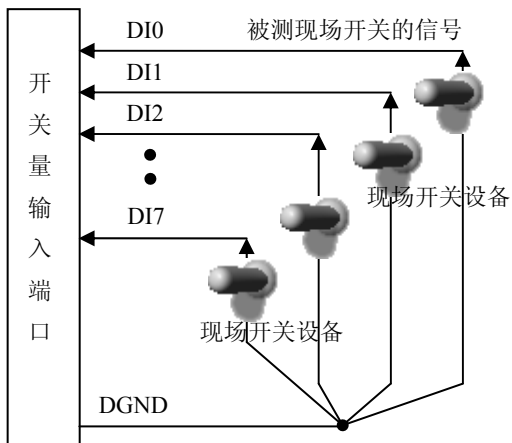 DI0 被测现场开关的信号
DI1
DI2
DI7
开关量输入端口
现场开关设备
现场开关设备
DGND